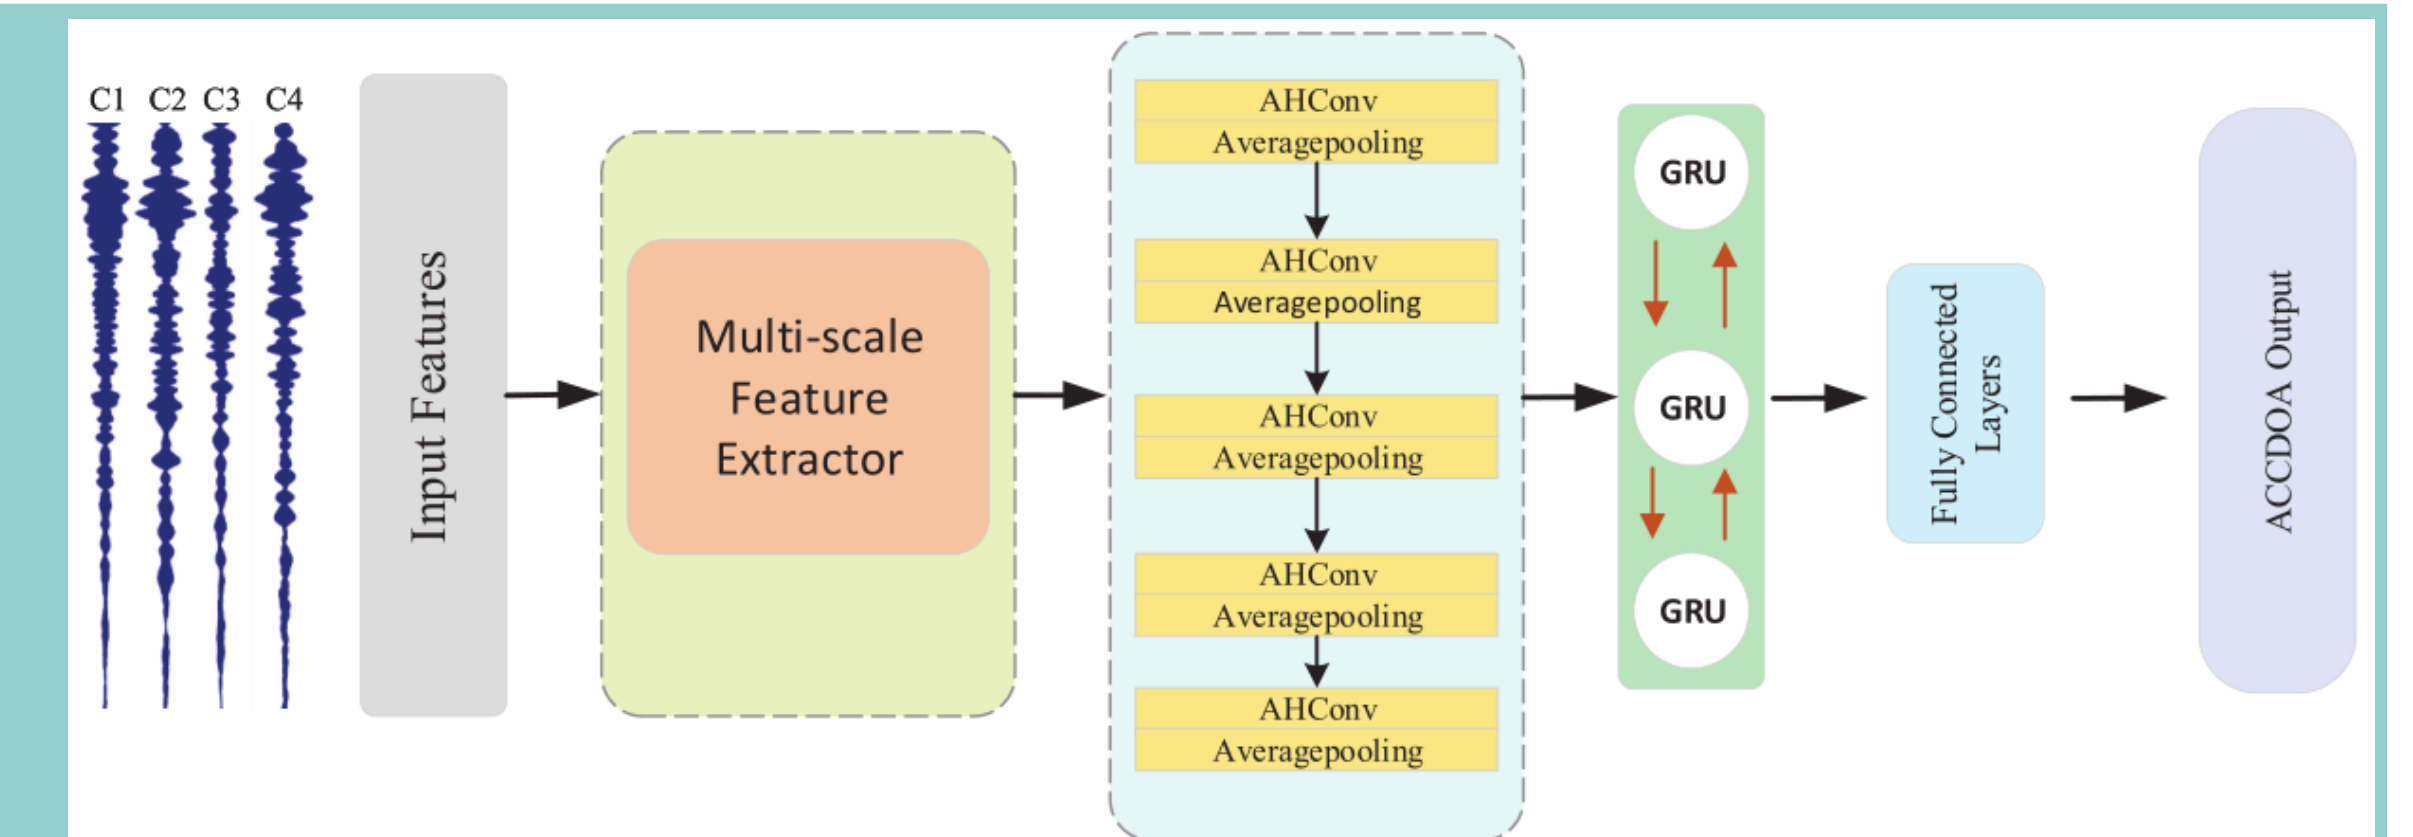 C1 C2 C3 C4
Input Features
Multi-scale
Feature
Extractor
AHConv
Averagepooling
AHConv
Averagepooling
AHConv
Averagepooling
AHConv
Averagepooling
AHConv
Averagepooling
GRU
GRU
GRU
Fully Connected
Layers
ACCDOA Output